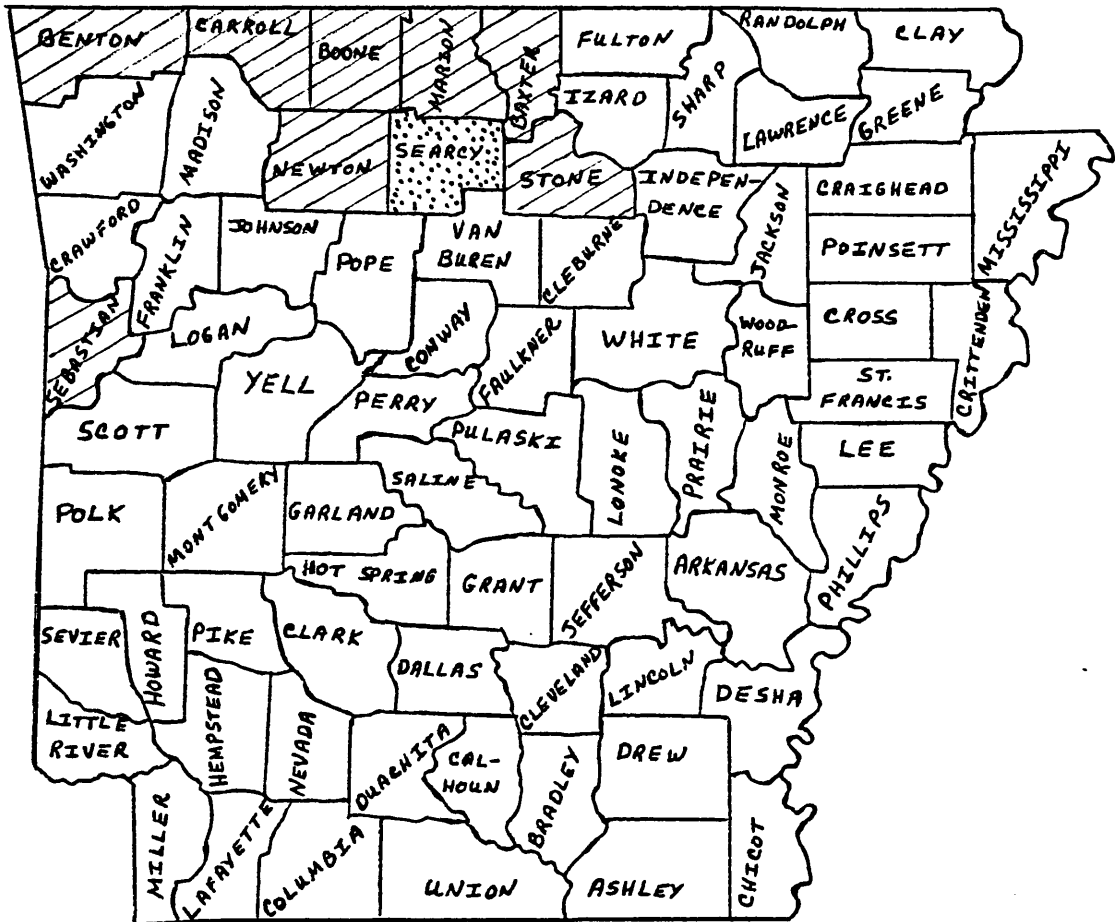 BENTON
CARROLL
BOONE
MARION
BAXTER
FULTON
RANDOLPH
CLAY
IZARD
SHARP
LAWRENCE
GREENE
WASHINGTON
MADISON
NEWTON
SEARCY
STONE
INDEPEN-
DENCE
JACKSON
CRAIGHEAD
MISSISSIPPI
CRAWFORD
FRANKLIN
JOHNSON
POPE
VAN
BUREN
CLEBURNE
POINSETT
SEBASTIAN
LOGAN
CONWAY
FAULKNER
WHITE
WOOD-
RUFF
CROSS
CRITTENDEN
YELL
PERRY
ST.
FRANCIS
SCOTT
PULASKI
LONOKE
PRAIRIE
MONROE
LEE
POLK
MONTGOMERY
GARLAND
SALINE
PHILLIPS
HOT SPRING
GRANT
JEFFERSON
ARKANSAS
SEVIER
HOWARD
PIKE
CLARK
DALLAS
CLEVELAND
LINCOLN
DESHA
LITTLE
RIVER
HEMPSTEAD
NEVADA
OUACHITA
CAL-
HOUN
BRADLEY
DREW
MILLER
LAFAYETTE
COLUMBIA
UNION
ASHLEY
CHICOT